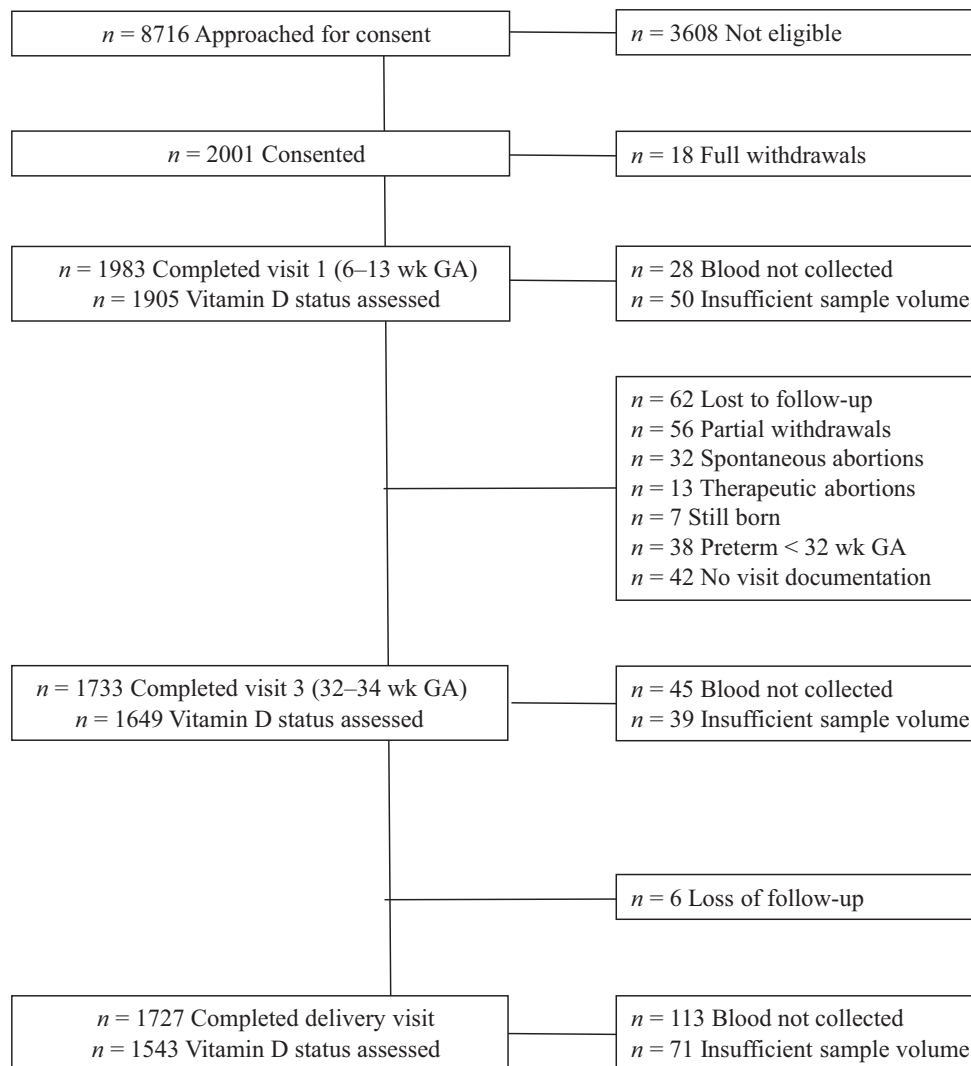 n = 8716 Approached for consent
n = 3608 Not eligible
n = 2001 Consented
n = 18 Full withdrawals
n = 1983 Completed visit 1 (6–13 wk GA)
n = 1905 Vitamin D status assessed
n = 28 Blood not collected
n = 50 Insufficient sample volume
n = 62 Lost to follow-up
n = 56 Partial withdrawals
n = 32 Spontaneous abortions
n = 13 Therapeutic abortions
n = 7 Still born
n = 38 Preterm < 32 wk GA
n = 42 No visit documentation
n = 1733 Completed visit 3 (32–34 wk GA)
n = 1649 Vitamin D status assessed
n = 45 Blood not collected
n = 39 Insufficient sample volume
n = 6 Loss of follow-up
n = 1727 Completed delivery visit
n = 1543 Vitamin D status assessed
n = 113 Blood not collected
n = 71 Insufficient sample volume